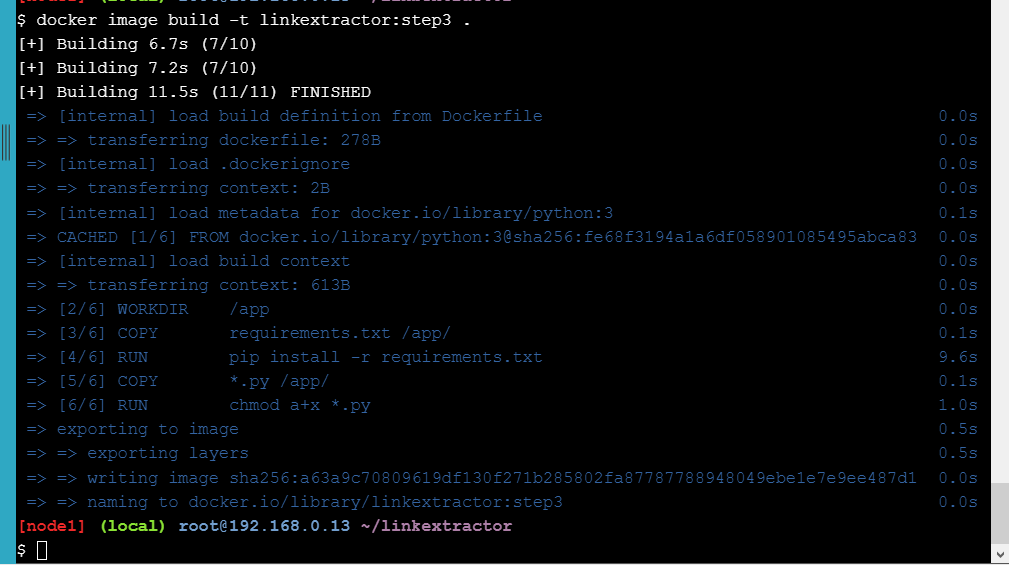 $ docker image build -t linkextractor:step3 .
[+] Building 6.7s (7/10)
[+] Building 7.2s (7/10)
[+] Building 11.5s (11/11) FINISHED
=> [internal] load build definition from Dockerfile 0.0s
=> => transferring dockerfile: 278B 0.0s
=> [internal] load .dockerignore 0.0s
=> => transferring context: 2B 0.0s
=> [internal] load metadata for docker.io/library/python:3 0.1s
=> CACHED [1/6] FROM docker.io/library/python:3@sha256:fe68f3194a1a6df058901085495abca83 0.0s
=> [internal] load build context 0.0s
=> => transferring context: 613B 0.0s
=> [2/6] WORKDIR /app 0.0s
=> [3/6] COPY requirements.txt /app/ 0.1s
=> [4/6] RUN pip install -r requirements.txt 9.6s
=> [5/6] COPY *.py /app/ 0.1s
=> [6/6] RUN chmod a+x *.py 1.0s
=> exporting to image 0.5s
=> => exporting layers 0.5s
=> => writing image sha256:a63a9c70809619df130f271b285802fa87787788948049ebe1e7e9ee487d1 0.0s
=> => naming to docker.io/library/linkextractor:step3 0.0s
[node1] (local) root@192.168.0.13 ~/linkextractor
$